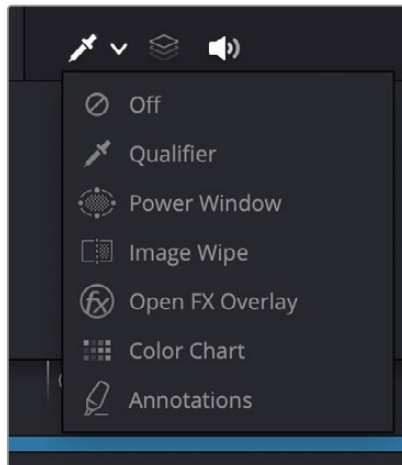 Off
Qualifier
Power Window
Image Wipe
Open FX Overlay
Color Chart
Annotations